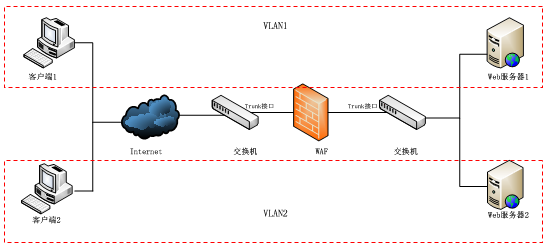 VLAN1
客户端1
Web服务器1
Trunk接口
Trunk接口
Internet
交换机
WAF
交换机
客户端2
VLAN2
Web服务器2